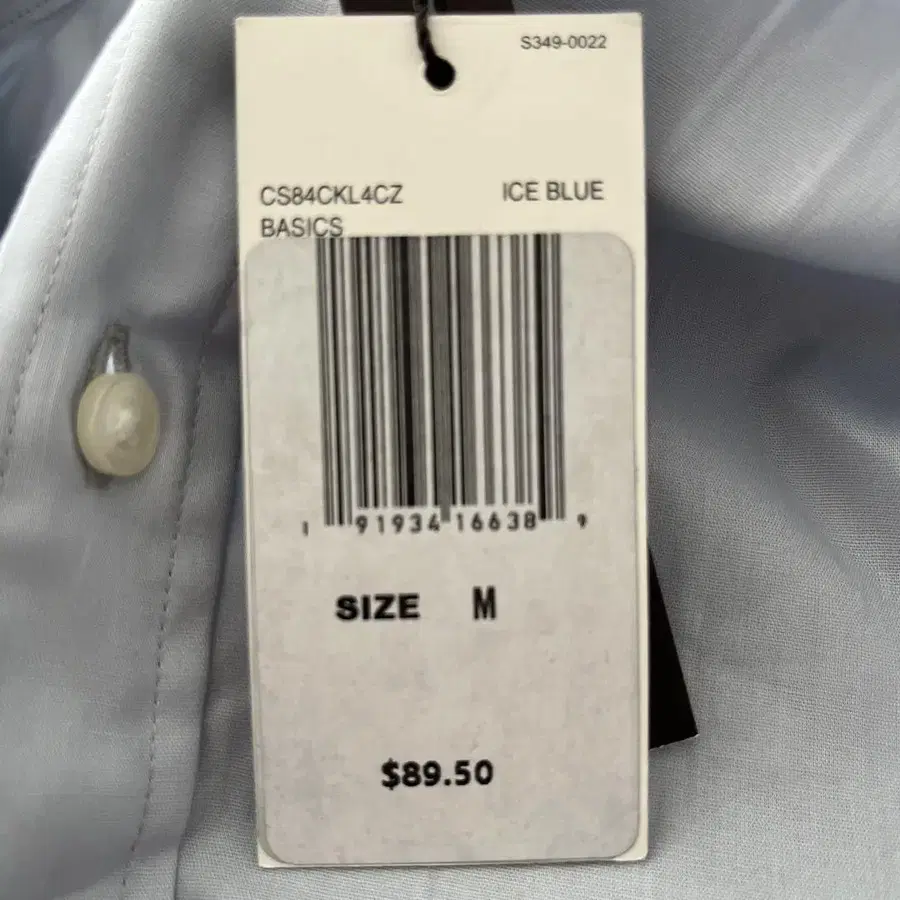 S349-0022
CS84CKL4CZ ICE BLUE
BASICS
1 91934 16638 9
SIZE M
$89.50